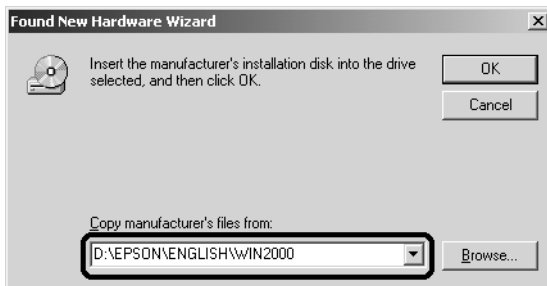 Found New Hardware Wizard
Insert the manufacturer's installation disk into the drive
selected, and then click OK.
OK
Cancel
Copy manufacturer's files from:
D:\EPSON\ENGLISH\WIN2000
Browse...